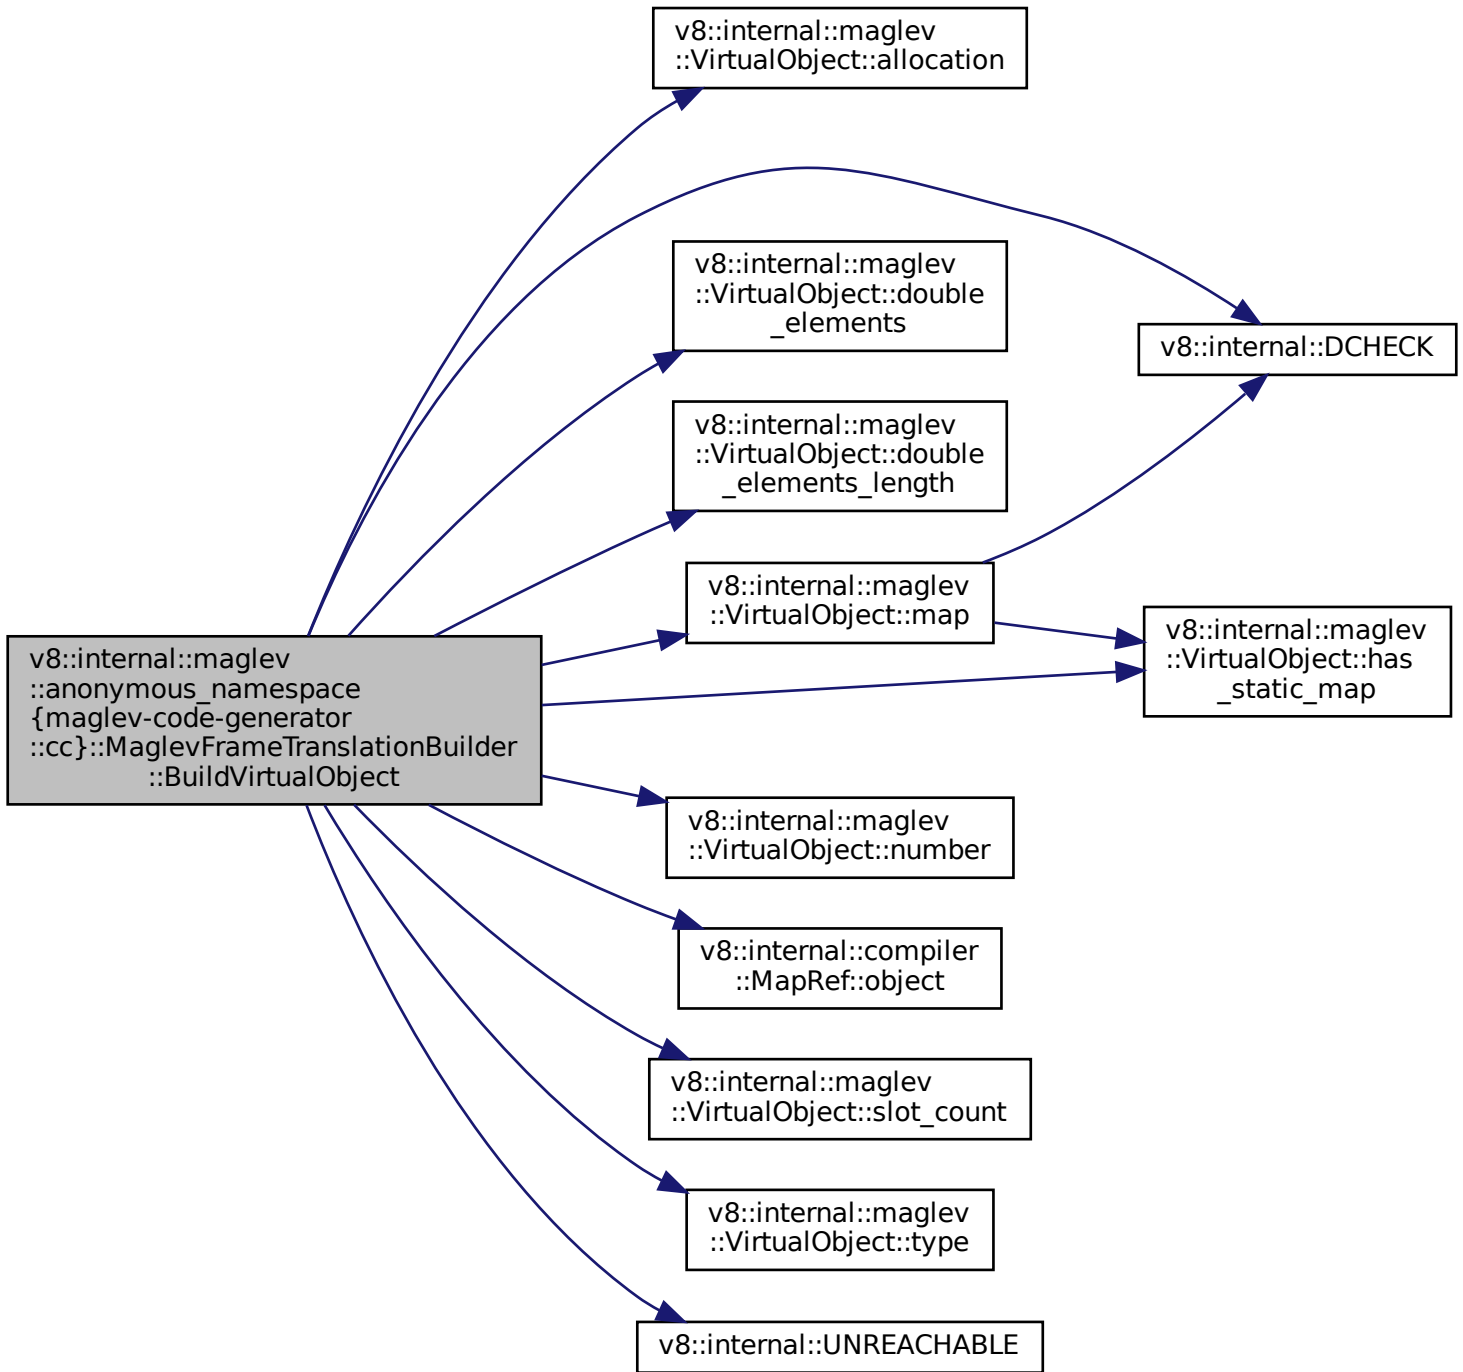 v8::internal::maglev
::VirtualObject::allocation
v8::internal::maglev
::VirtualObject::double
_elements
v8::internal::DCHECK
v8::internal::maglev
::VirtualObject::double
_elements_length
v8::internal::maglev
::VirtualObject::map
v8::internal::maglev
::VirtualObject::has
_static_map
v8::internal::maglev
::anonymous_namespace
{maglev-code-generator
::cc}::MaglevFrameTranslationBuilder
::BuildVirtualObject
v8::internal::maglev
::VirtualObject::number
v8::internal::compiler
::MapRef::object
v8::internal::maglev
::VirtualObject::slot_count
v8::internal::maglev
::VirtualObject::type
v8::internal::UNREACHABLE